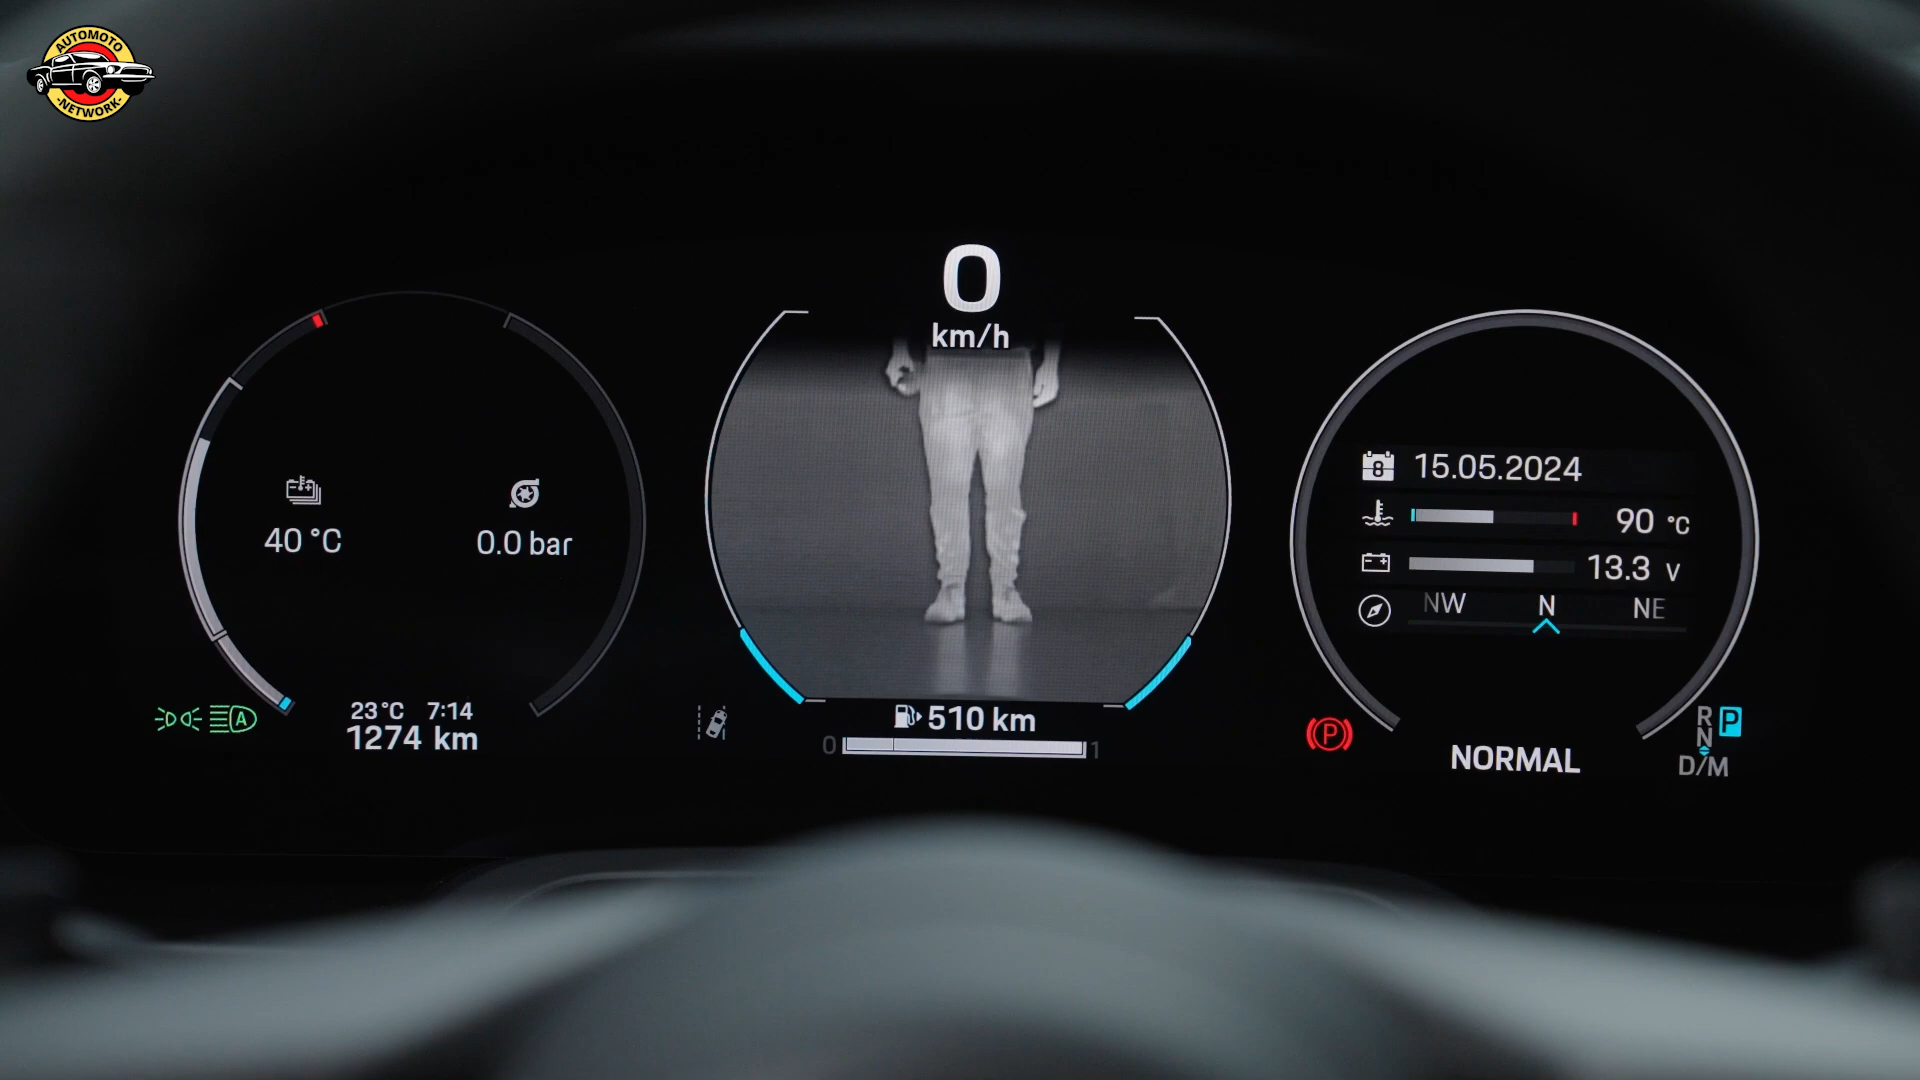 AUTOMOTO
NETWORK
0
km/h
40 °C
0.0 bar
8
15.05.2024
90 °C
13.3 V
NW N NE
A
23°C 7:14
1274 km
510 km
0 1
P
NORMAL
R P
N
D/M